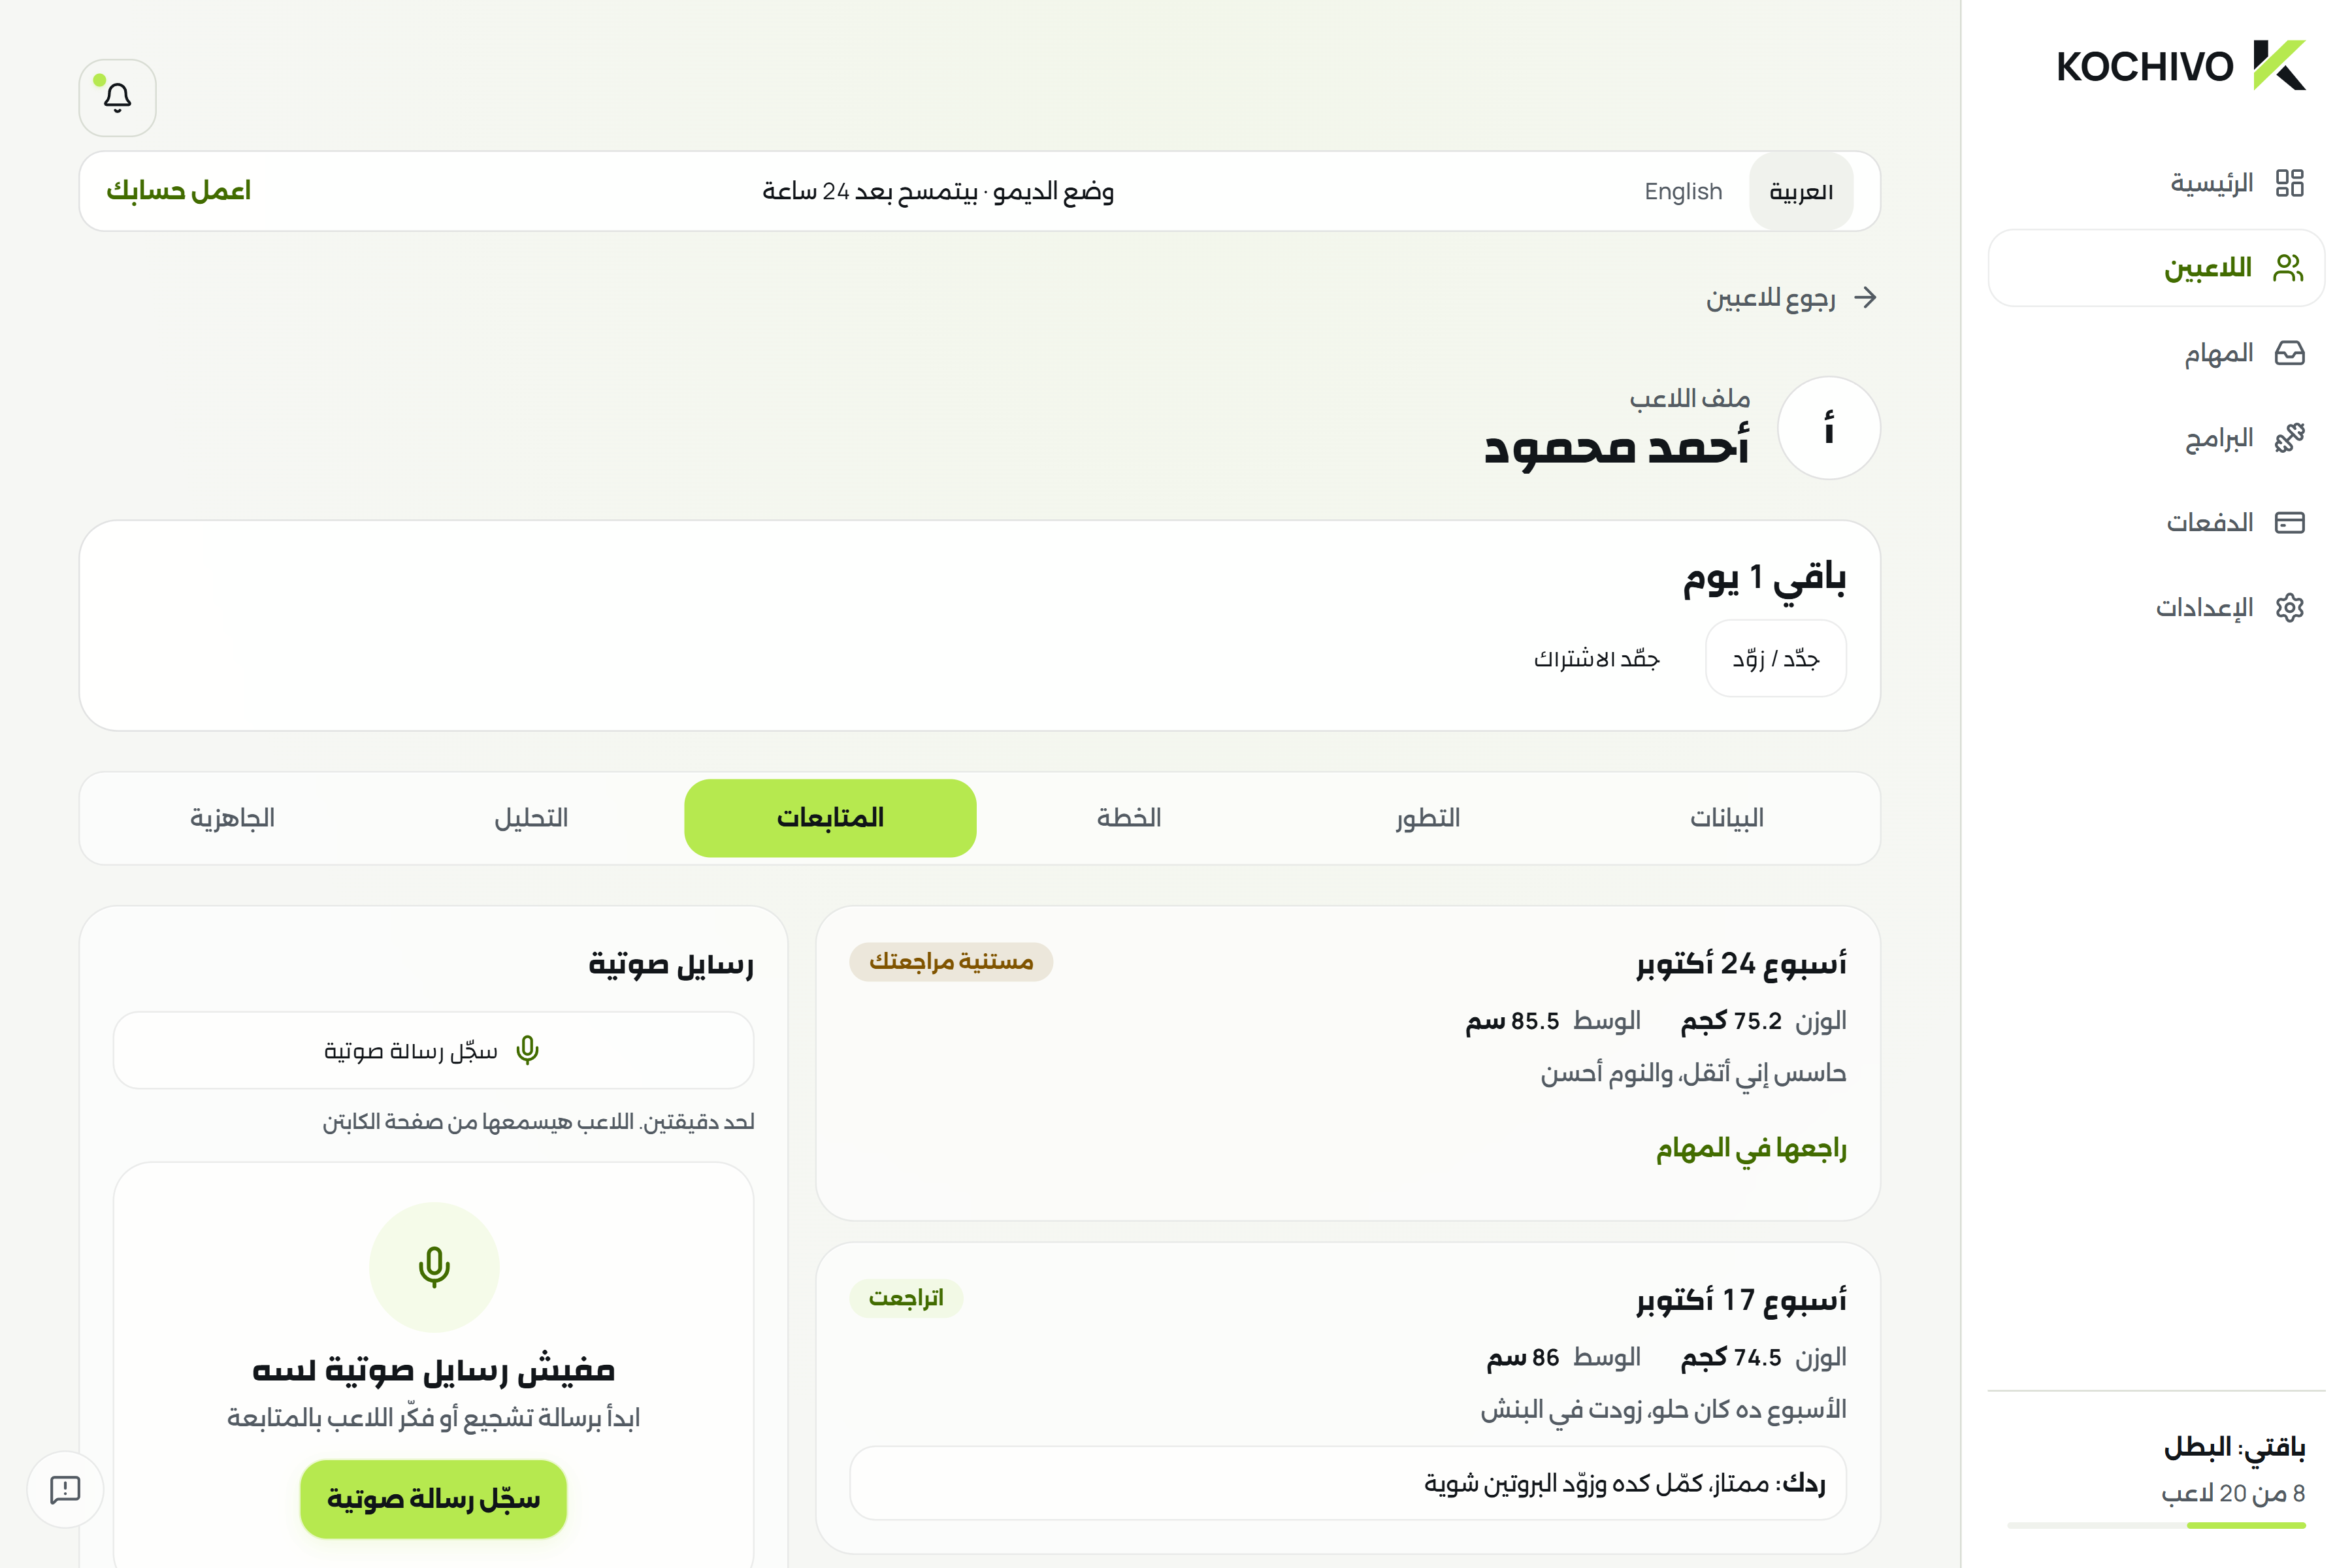 KOCHIVO
الرئيسية
اللاعبين
المهام
البرامج
الدفعات
الإعدادات
باقتي: البطل
8 من 20 لاعب
العربية
English
وضع الديمو · بيتمسح بعد 24 ساعة
اعمل حسابك
رجوع للاعبين
أ
ملف اللاعب
أحمد محمود
باقي 1 يوم
جدّد / زوّد
جمّد الاشتراك
البيانات
التطور
الخطة
المتابعات
التحليل
الجاهزية
أسبوع 24 أكتوبر
مستنية مراجعتك
الوزن 75.2 كجم الوسط 85.5 سم
حاسس إني أتقل، والنوم أحسن
راجعها في المهام
أسبوع 17 أكتوبر
اتراجعت
الوزن 74.5 كجم الوسط 86 سم
الأسبوع ده كان حلو، زودت في البنش
ردك: ممتاز، كمّل كده وزوّد البروتين شوية
رسايل صوتية
سجّل رسالة صوتية
لحد دقيقتين. اللاعب هيسمعها من صفحة الكابتن
مفيش رسايل صوتية لسه
ابدأ برسالة تشجيع أو فكّر اللاعب بالمتابعة
سجّل رسالة صوتية